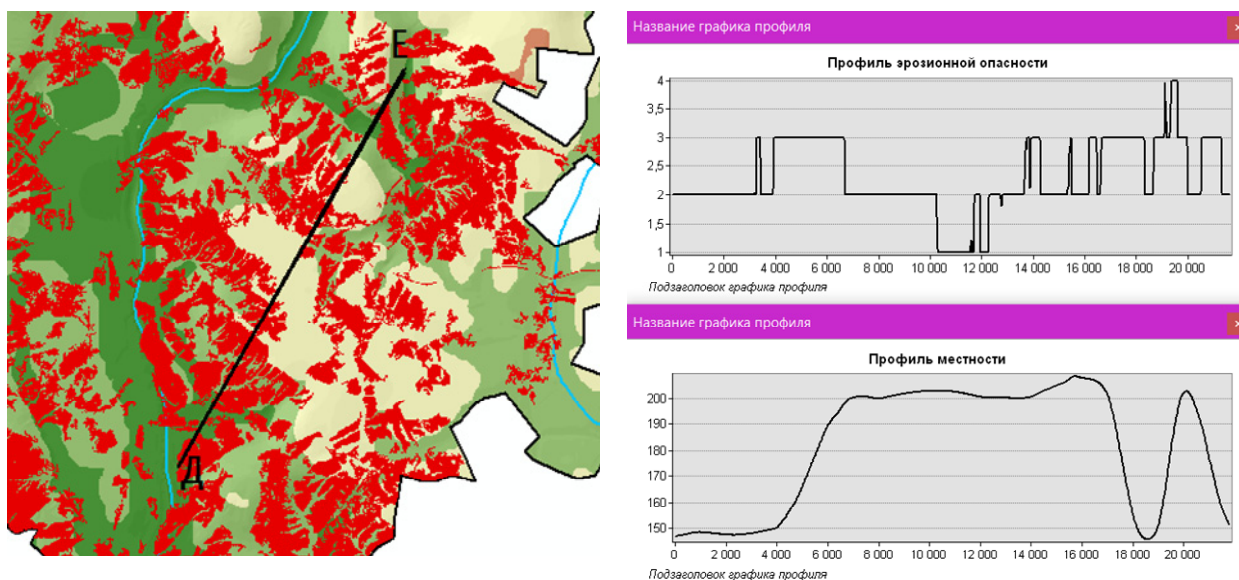 Е
Д
Название графика профиля
×
Профиль эрозионной опасности
4
3,5
3
2,5
2
1,5
1
0 2 000 4 000 6 000 8 000 10 000 12 000 14 000 16 000 18 000 20 000
Подзаголовок графика профиля
Название графика профиля
×
Профиль местности
200
190
180
170
160
150
0 2 000 4 000 6 000 8 000 10 000 12 000 14 000 16 000 18 000 20 000
Подзаголовок графика профиля